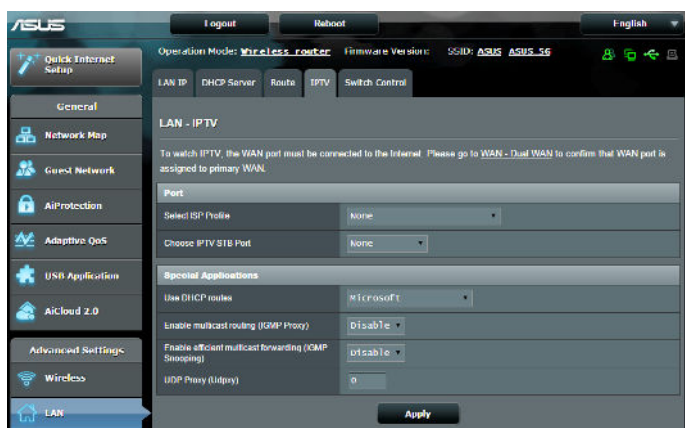 ASUS
Logout
Reboot
English
Quick Internet Setup
Operation Mode: Wireless router Firmware Version: SSID: ASUS ASUS_5G
LAN IP
DHCP Server
Route
IPTV
Switch Control
General
Network Map
Guest Network
AiProtection
Adaptive QoS
USB Application
AiCloud 2.0
Advanced Settings
Wireless
LAN
LAN - IPTV
To watch IPTV, the WAN port must be connected to the Internet. Please go to WAN - Dual WAN to confirm that WAN port is
assigned to primary WAN.
Port
Select ISP Profile
None
Choose IPTV STB Port
None
Special Applications
Use DHCP routes
Microsoft
Enable multicast routing (IGMP Proxy)
Disable
Enable efficient multicast forwarding (IGMP
Snooping)
Disable
UDP Proxy (Udpxy)
0
Apply